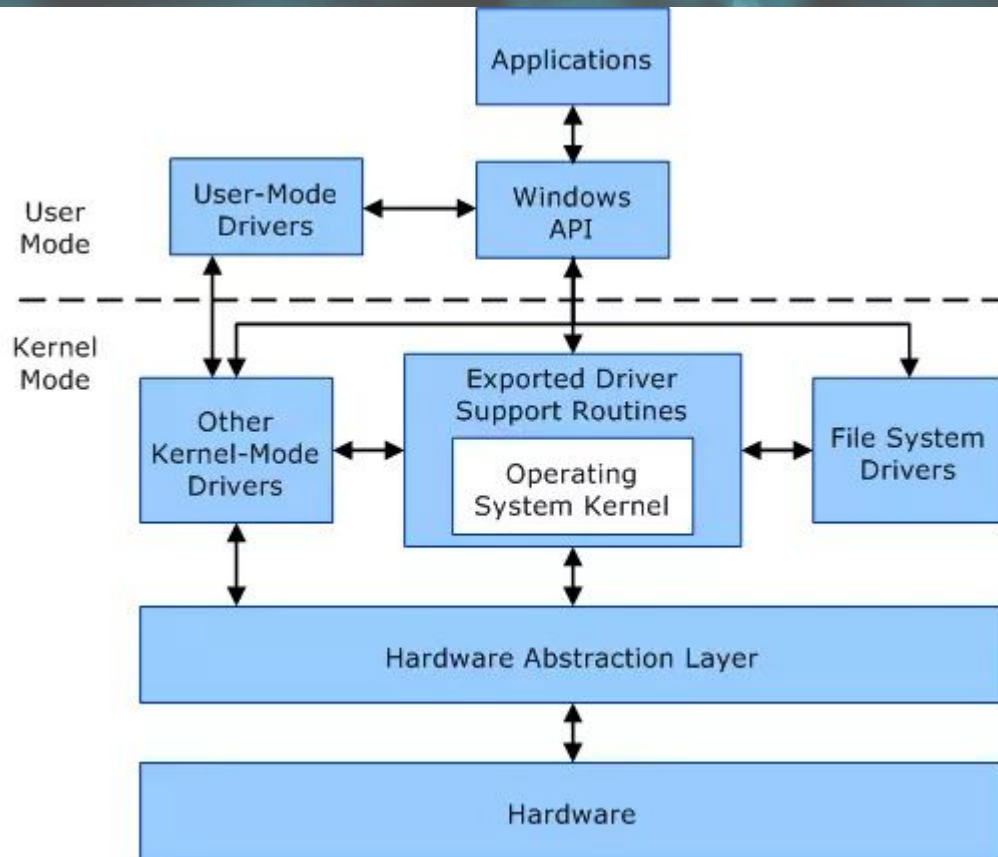 Applications
User-Mode
Drivers
Windows
API
User
Mode
Kernel
Mode
Other
Kernel-Mode
Drivers
Exported Driver
Support Routines
Operating
System Kernel
File System
Drivers
Hardware Abstraction Layer
Hardware